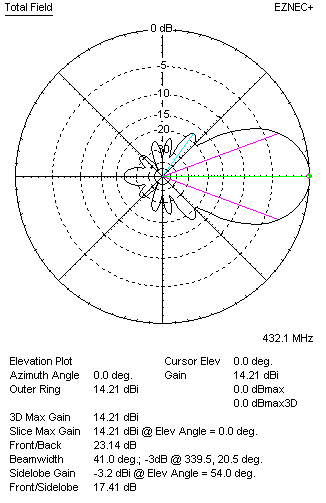 Total Field EZNEC+
0 dB
-5
-10
-15
-20
-30
432.1 MHz
Elevation Plot Cursor Elev 0.0 deg.
Azimuth Angle 0.0 deg. Gain 14.21 dBi
Outer Ring 14.21 dBi 0.0 dBmax
0.0 dBmax3D
3D Max Gain 14.21 dBi
Slice Max Gain 14.21 dBi @ Elev Angle = 0.0 deg.
Front/Back 23.14 dB
Beamwidth 41.0 deg.; -3dB @ 339.5, 20.5 deg.
Sidelobe Gain -3.2 dBi @ Elev Angle = 54.0 deg.
Front/Sidelobe 17.41 dB